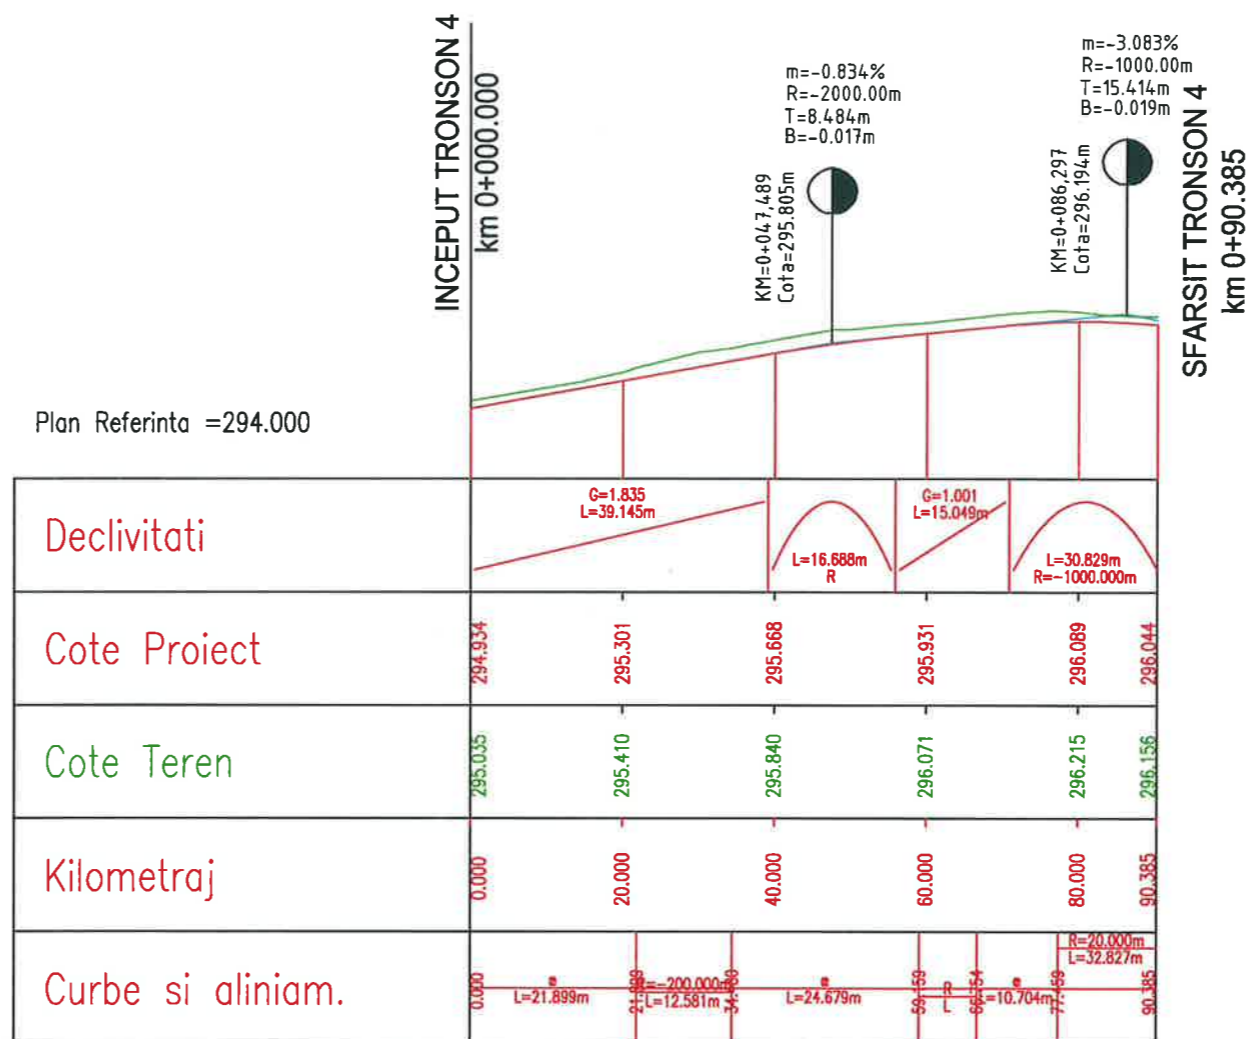 INCEPUT TRONSON 4
km 0+000.000
m=-0.834%
R=-2000.00m
T=8.484m
B=-0.017m
KM=0+047,489
Cota=295.805m
m=-3.083%
R=-1000.00m
T=15.414m
B=-0.019m
KM=0+086,297
Cota=296.194m
SFARSIT TRONSON 4
km 0+90.385
Plan Referinta =294.000
Declivitati
G=1.835
L=39.145m
L=16.688m
R
G=1.001
L=15.049m
L=30.829m
R=-1000.000m
Cote Proiect
294.934
295.301
295.668
295.931
296.089
296.044
Cote Teren
295.035
295.410
295.840
296.071
296.215
296.156
Kilometraj
0.000
20.000
40.000
60.000
80.000
90.385
Curbe si aliniam.
0.000
L=21.899m
=-200.000m
L=12.581m
L=24.679m
R
L
L=10.704m
R=20.000m
L=32.827m
90.385